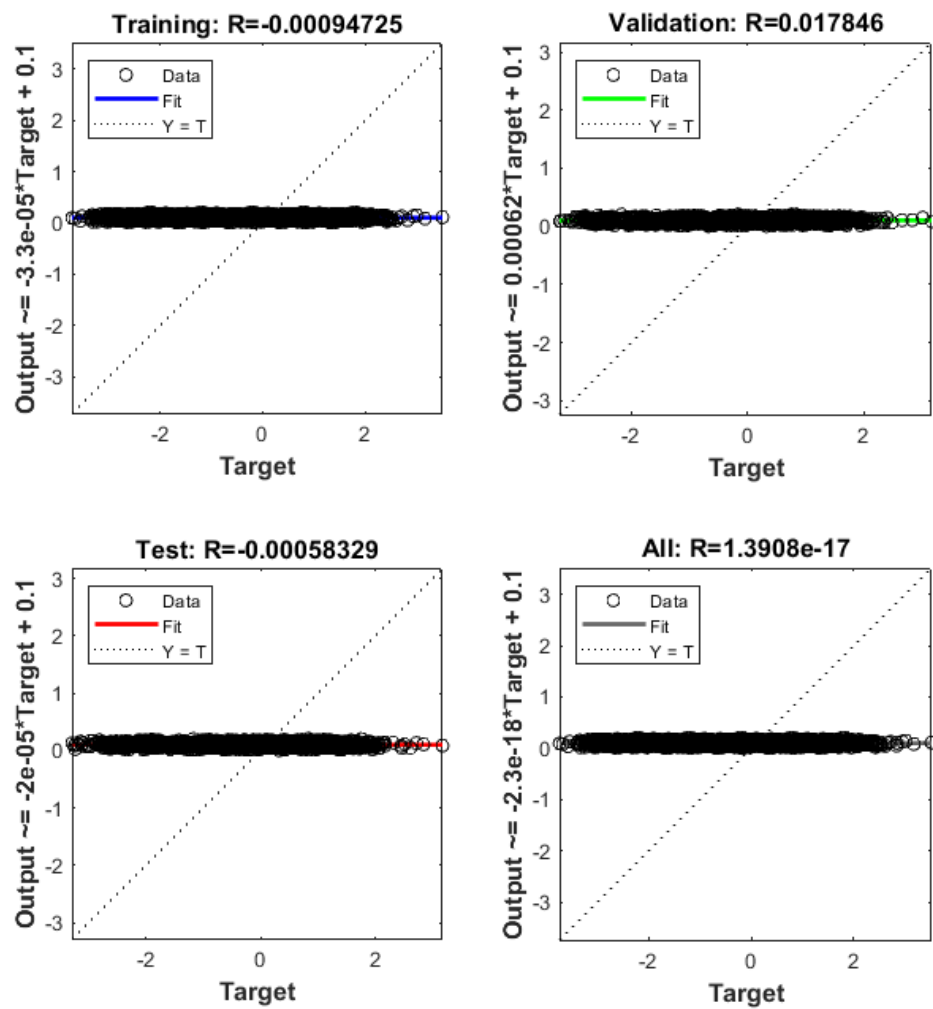 Training: R=-0.00094725
Output ~= -3.3e-05*Target + 0.1
3
2
1
0
-1
-2
-3
Data
Fit
Y = T
-2
0
2
Target
Validation: R=0.017846
Output ~= 0.00062*Target + 0.1
3
2
1
0
-1
-2
-3
Data
Fit
Y = T
-2
0
2
Target
Test: R=-0.00058329
Output ~= -2e-05*Target + 0.1
3
2
1
0
-1
-2
-3
Data
Fit
Y = T
-2
0
2
Target
All: R=1.3908e-17
Output ~= -2.3e-18*Target + 0.1
3
2
1
0
-1
-2
-3
Data
Fit
Y = T
-2
0
2
Target